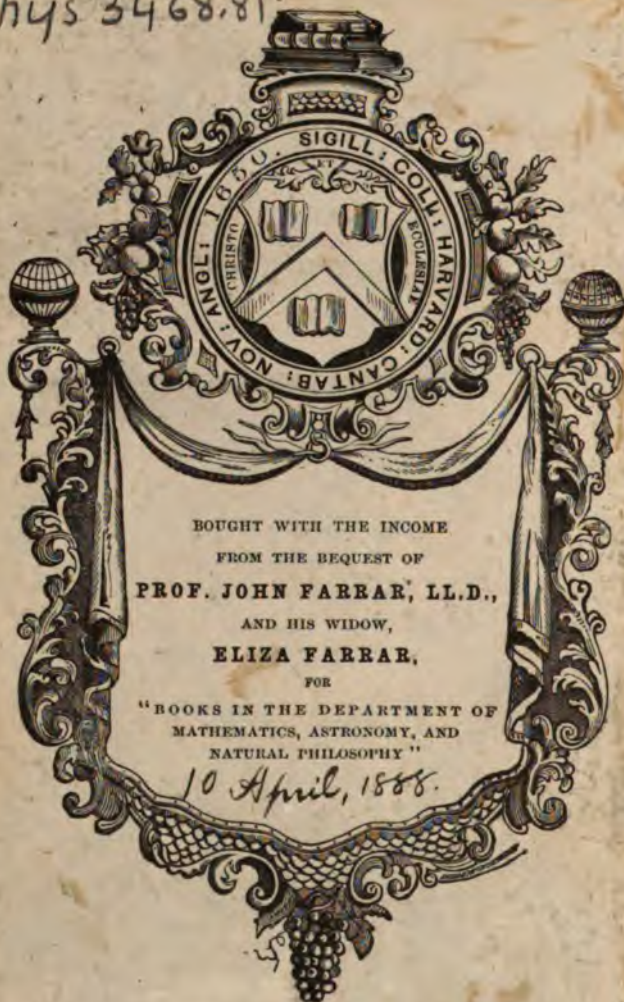 Phys 3468.81
SIGILL: COLL: HARVARD: CANTAB: NOV: ANGL: 1650.
ET
CHRISTO
ECCLESIAE
BOUGHT WITH THE INCOME
FROM THE BEQUEST OF
PROF. JOHN FARRAR, LL.D.,
AND HIS WIDOW,
ELIZA FARRAR,
FOR
"BOOKS IN THE DEPARTMENT OF
MATHEMATICS, ASTRONOMY, AND
NATURAL PHILOSOPHY"
10 April, 1888.